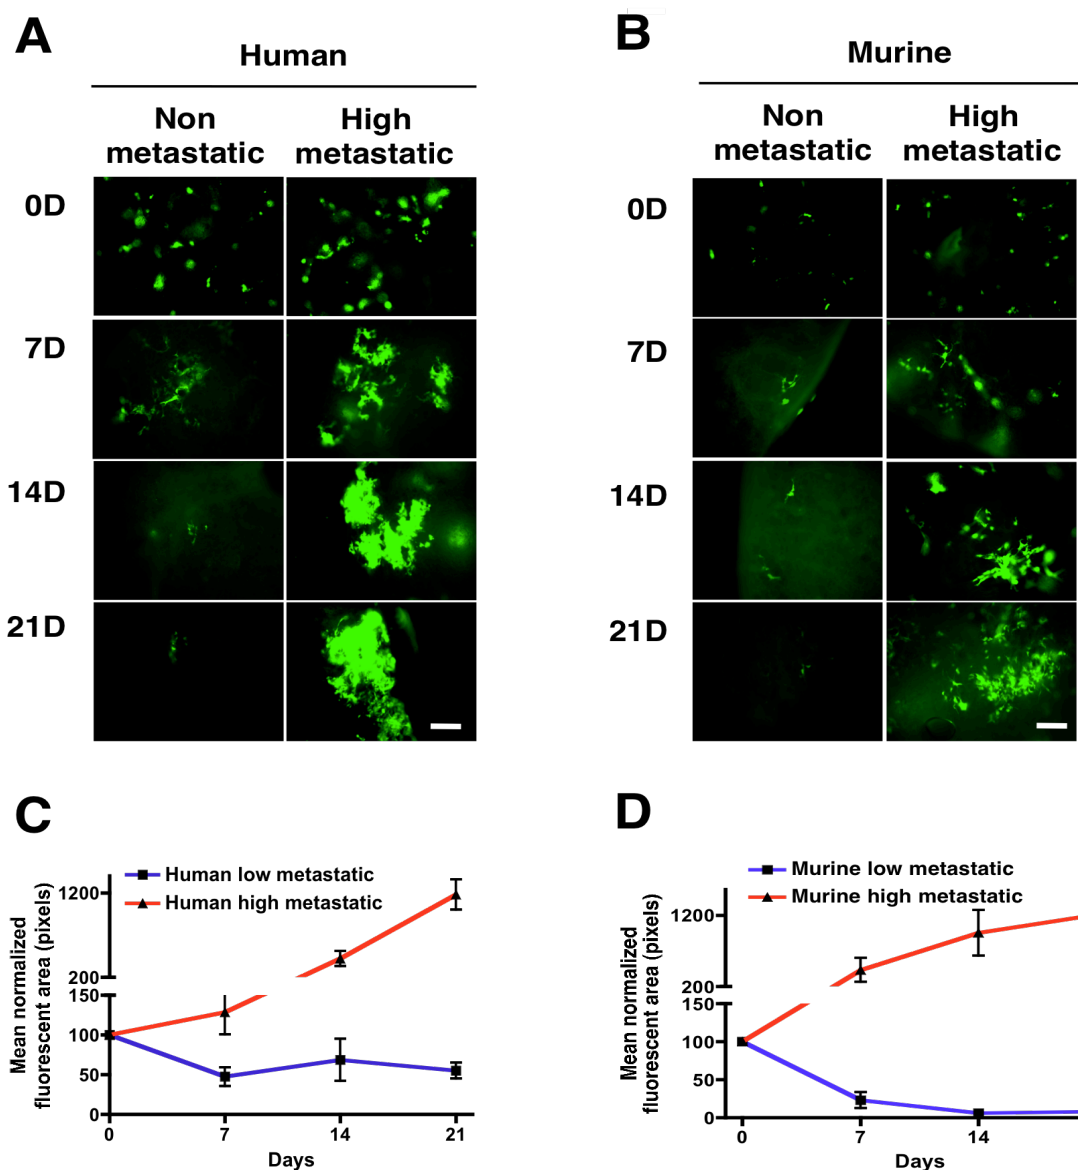 A
Human
Non
metastatic
High
metastatic
0D
7D
14D
21D
B
Murine
Non
metastatic
High
metastatic
0D
7D
14D
21D
C
Human low metastatic
Human high metastatic
Mean normalized
fluorescent area (pixels)
1200
200
150
100
50
0
0 7 14 21
Days
D
Murine low metastatic
Murine high metastatic
Mean normalized
fluorescent area (pixels)
1200
200
150
100
50
0
0 7 14
Days